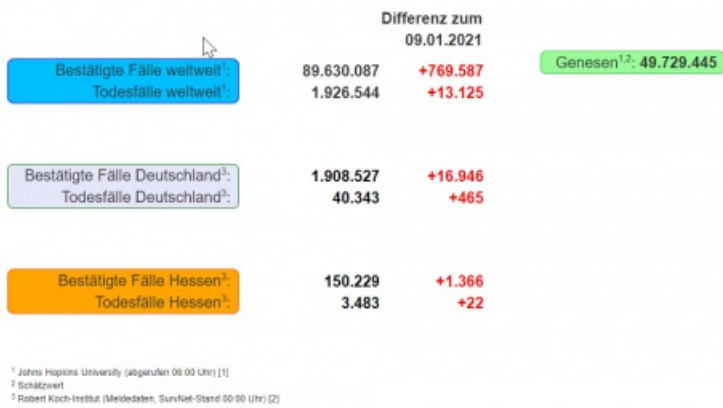 Differenz zum
09.01.2021
Bestätigte Fälle weltweit¹: 89.630.087 +769.587 Genesen¹,²: 49.729.445
Todesfälle weltweit¹: 1.926.544 +13.125
Bestätigte Fälle Deutschland³: 1.908.527 +16.946
Todesfälle Deutschland³: 40.343 +465
Bestätigte Fälle Hessen³: 150.229 +1.366
Todesfälle Hessen³: 3.483 +22
¹ Johns Hopkins University (abgerufen 06:00 Uhr) [1]
² Schätzwert
³ Robert Koch-Institut (Meldedaten, SurvNet-Stand 00:00 Uhr) [2]